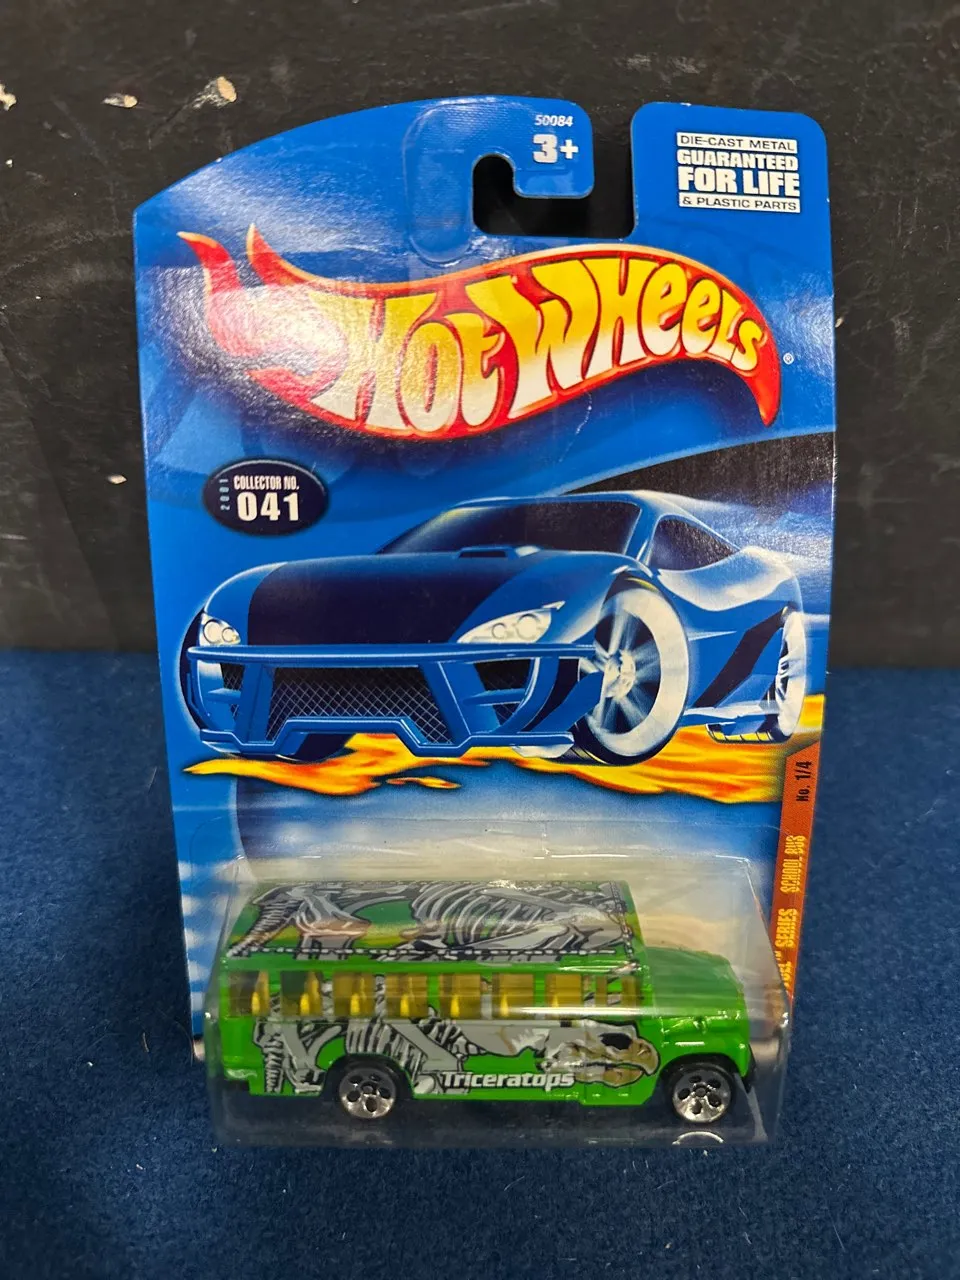 50084
3+
DIE-CAST METAL
GUARANTEED
FOR LIFE
& PLASTIC PARTS
HOT WHEELS ®
2001
COLLECTOR NO.
041
SERIES SCHOOL BUS No. 1/4
Triceratops